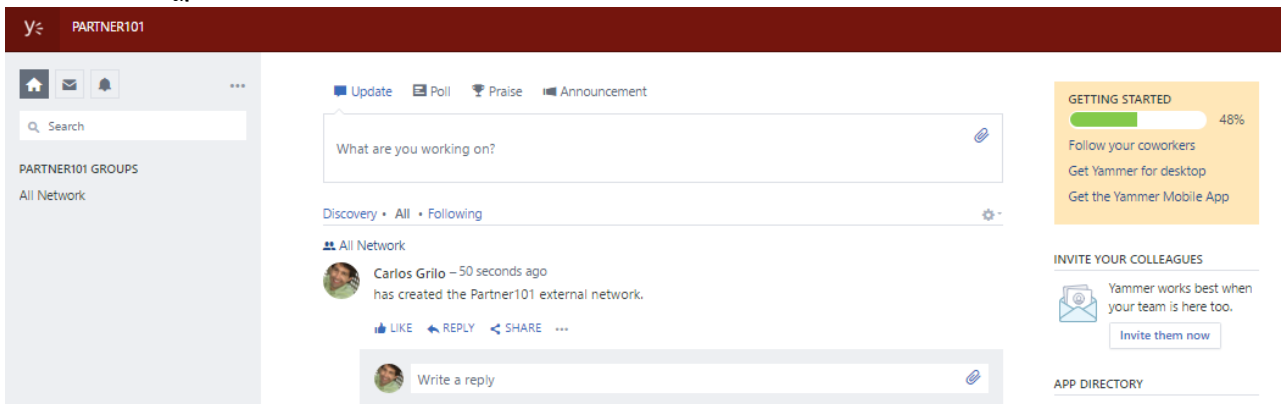 PARTNER101
Search
PARTNER101 GROUPS
All Network
Update Poll Praise Announcement
What are you working on?
Discovery • All • Following
All Network
Carlos Grilo – 50 seconds ago
has created the Partner101 external network.
LIKE REPLY SHARE
Write a reply
GETTING STARTED
48%
Follow your coworkers
Get Yammer for desktop
Get the Yammer Mobile App
INVITE YOUR COLLEAGUES
Yammer works best when
your team is here too.
Invite them now
APP DIRECTORY